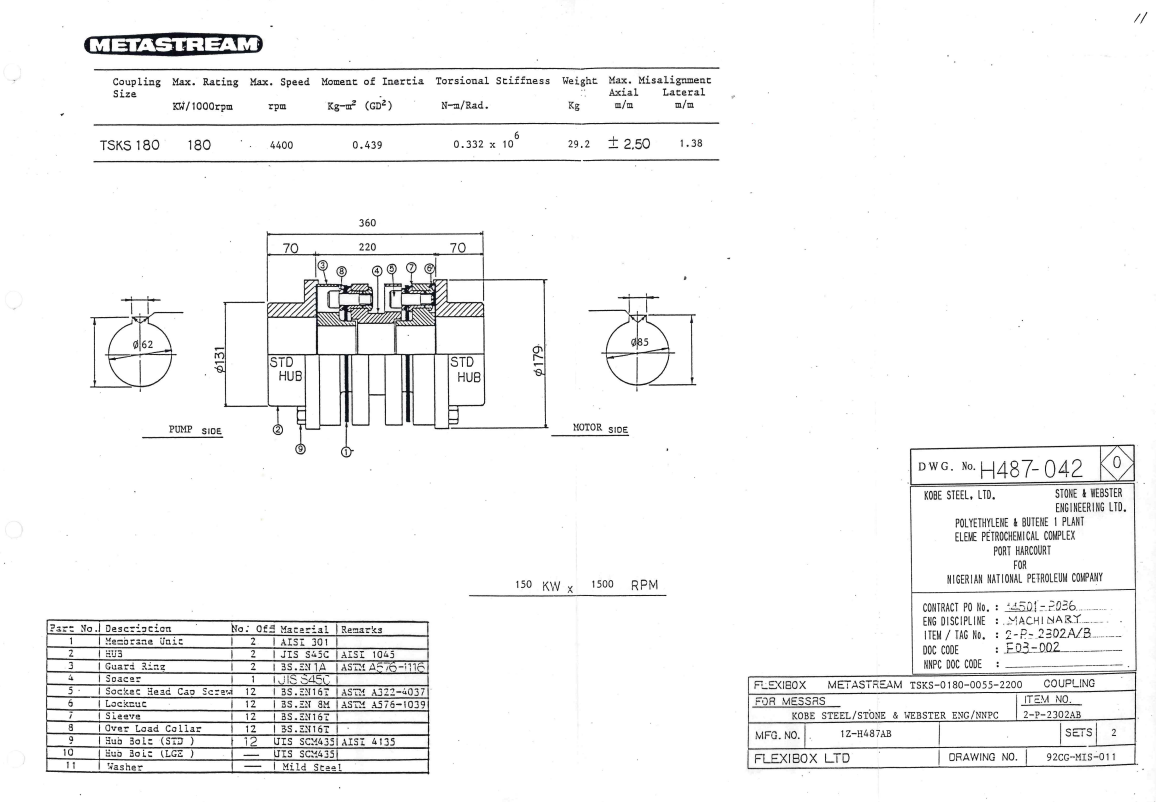 11
METASTREAM
Coupling Size Max. Rating KW/1000rpm Max. Speed rpm Moment of Inertia Kg-m² (GD²) Torsional Stiffness N-m/Rad. Weight Kg Max. Misalignment Axial m/m Lateral m/m
TSKS 180 180 4400 0.439 0.332 x 10⁶ 29.2 ± 2.50 1.38
360
70 220 70
③ ⑧ ④ ⑤ ⑦ ⑥
Ø 62
Ø85
φ131
φ179
STD HUB
STD HUB
② ⑨ ①
PUMP SIDE
MOTOR SIDE
150 KW x 1500 RPM
Part No. Description No. Off Material Remarks
1 Membrane Unit 2 AISI 301
2 HUB 2 JIS S45C AISI 1045
3 Guard Ring 2 BS.EN1A ASTM A576-1116
4 Spacer 1 JIS S45C
5 Socket Head Cap Screw 12 BS.EN16T ASTM A322-4037
6 Locknut 12 BS.EN 8M ASTM A576-1039
7 Sleeve 12 BS.EN16T
8 Over Load Collar 12 BS.EN16T
9 Hub Bolt (STD ) 12 JIS SCM435 AISI 4135
10 Hub Bolt (LGE ) — JIS SCM435
11 Washer — Mild Steel
DWG. No. H487-042 0
KOBE STEEL, LTD. STONE & WEBSTER
ENGINEERING LTD.
POLYETHYLENE & BUTENE 1 PLANT
ELEME PETROCHEMICAL COMPLEX
PORT HARCOURT
FOR
NIGERIAN NATIONAL PETROLEUM COMPANY
CONTRACT PO No. :
ENG DISCIPLINE : MACHINARY
ITEM / TAG No. : 2-P-2302A/B
DOC CODE : F03-002
NNPC DOC CODE :
FLEXIBOX METASTREAM TSKS-0180-0055-2200 COUPLING
FOR MESSRS ITEM NO.
KOBE STEEL/STONE & WEBSTER ENG/NNPC 2-P-2302AB
MFG. NO. 1Z-H487AB SETS 2
FLEXIBOX LTD DRAWING NO. 92CG-MIS-011